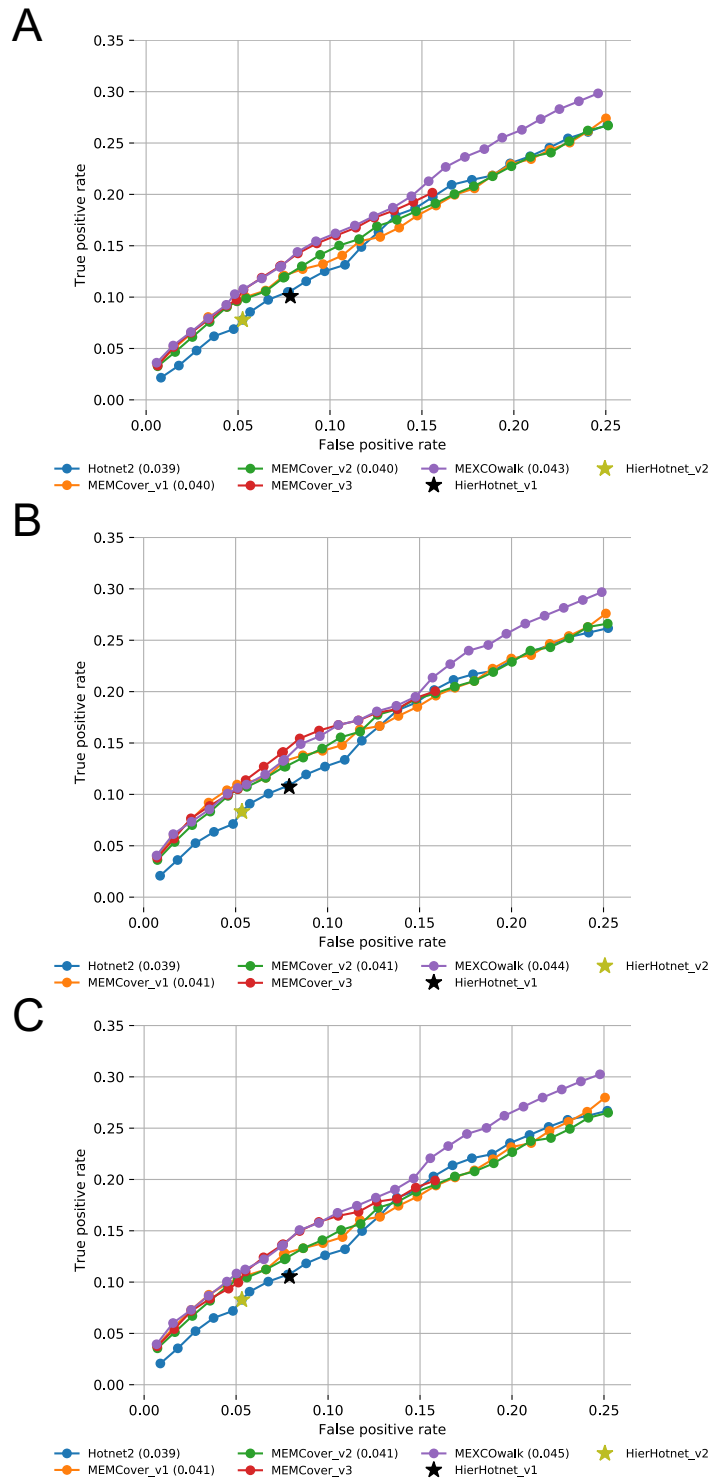 A
0.35
0.30
0.25
0.20
0.15
0.10
0.05
0.00
True positive rate
0.00 0.05 0.10 0.15 0.20 0.25
False positive rate
Hotnet2 (0.039) MEMCover_v2 (0.040) MEXCOwalk (0.043) HierHotnet_v2
MEMCover_v1 (0.040) MEMCover_v3 HierHotnet_v1
B
0.35
0.30
0.25
0.20
0.15
0.10
0.05
0.00
True positive rate
0.00 0.05 0.10 0.15 0.20 0.25
False positive rate
Hotnet2 (0.039) MEMCover_v2 (0.041) MEXCOwalk (0.044) HierHotnet_v2
MEMCover_v1 (0.041) MEMCover_v3 HierHotnet_v1
C
0.35
0.30
0.25
0.20
0.15
0.10
0.05
0.00
True positive rate
0.00 0.05 0.10 0.15 0.20 0.25
False positive rate
Hotnet2 (0.039) MEMCover_v2 (0.041) MEXCOwalk (0.045) HierHotnet_v2
MEMCover_v1 (0.041) MEMCover_v3 HierHotnet_v1